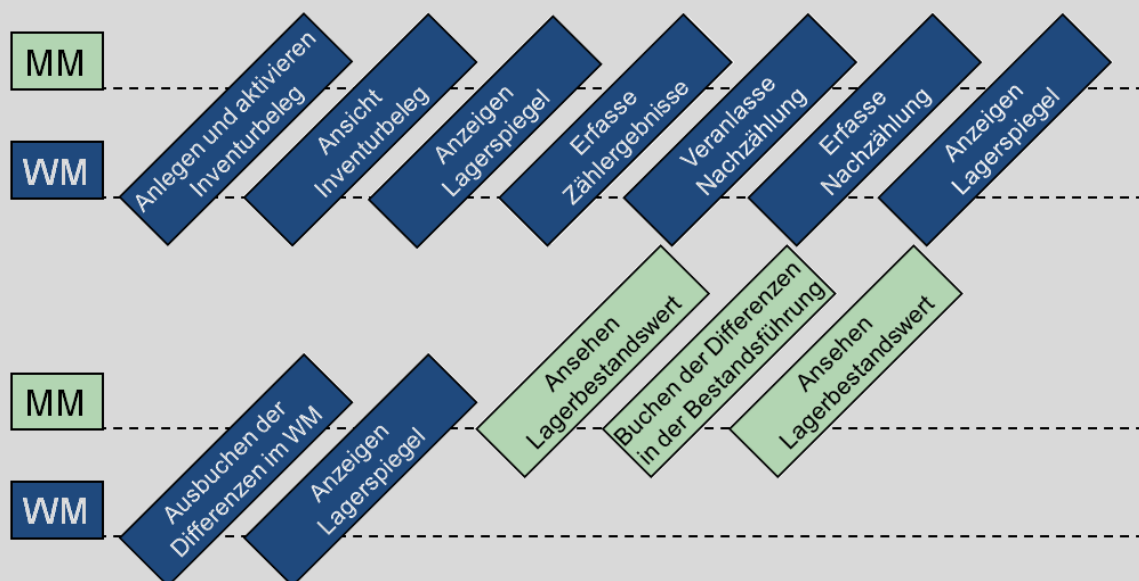 MM
WM
Anlegen und aktivieren
Inventurbeleg
Ansicht
Inventurbeleg
Anzeigen
Lagerspiegel
Erfasse
Zählergebnisse
Veranlasse
Nachzählung
Erfasse
Nachzählung
Anzeigen
Lagerspiegel
MM
WM
Ausbuchen der
Differenzen im WM
Anzeigen
Lagerspiegel
Ansehen
Lagerbestandswert
Buchen der Differenzen
in der Bestandsführung
Ansehen
Lagerbestandswert